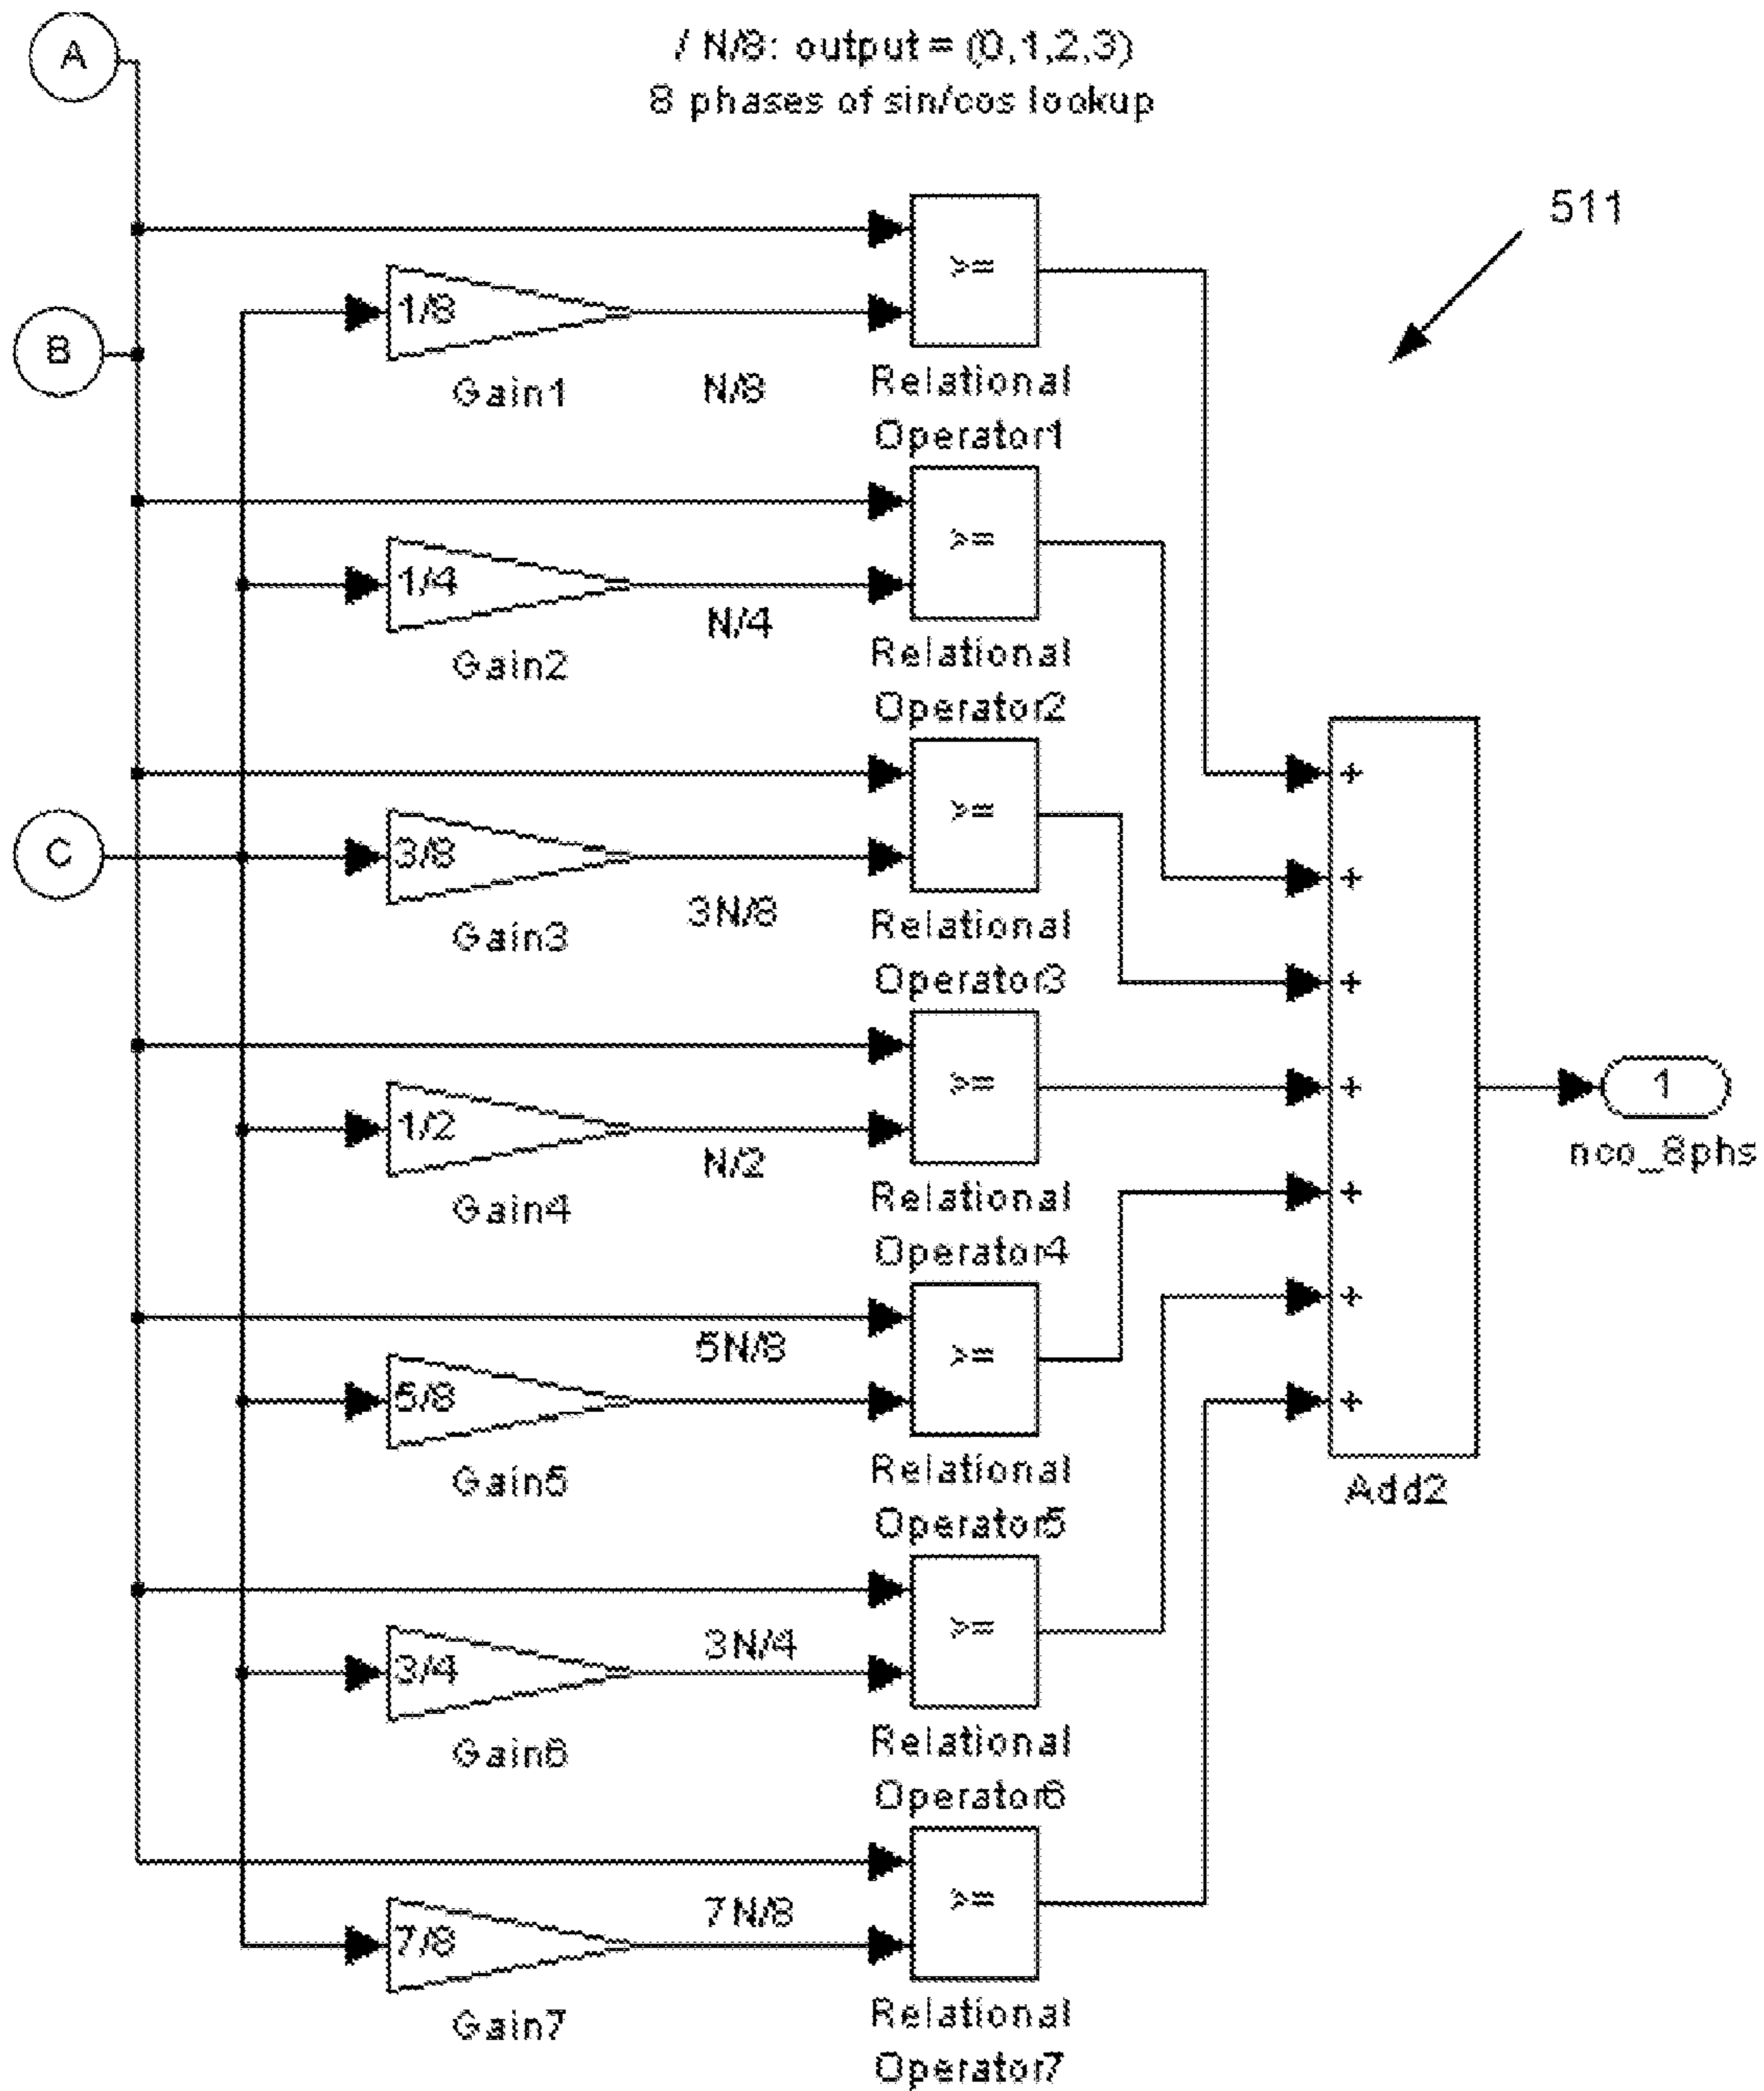 A
/ N/8: output = (0,1,2,3)
8 phases of sin/cos lookup
511
>=
1/8
B
Gain1
N/8
Relational
Operator1
>=
1/4
N/4
Gain2
Relational
Operator2
>=
+
C
3/8
+
3N/8
Gain3
Relational
Operator3
+
>=
+
1
1/2
nco_8phs
N/2
Gain4
Relational
Operator4
+
>=
+
5N/8
5/8
+
Gain5
Relational
Operator5
Add2
>=
3N/4
3/4
Gain6
Relational
Operator6
>=
7N/8
7/8
Gain7
Relational
Operator7